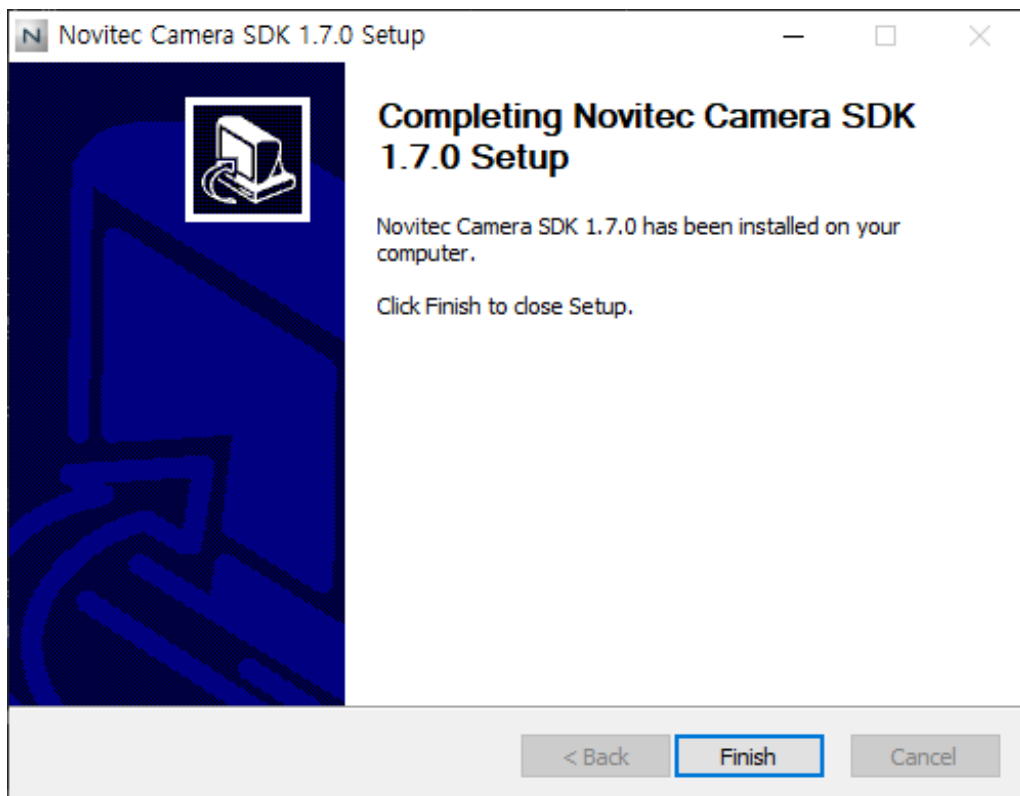 Novitec Camera SDK 1.7.0 Setup
Completing Novitec Camera SDK
1.7.0 Setup
Novitec Camera SDK 1.7.0 has been installed on your
computer.
Click Finish to close Setup.
< Back
Finish
Cancel